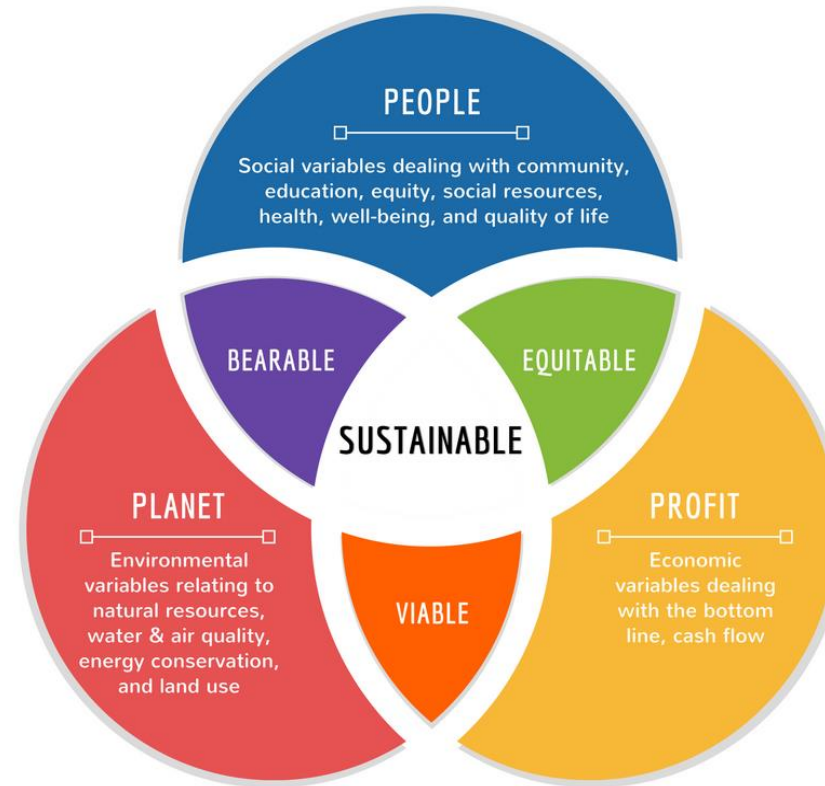 PEOPLE
Social variables dealing with community,
education, equity, social resources,
health, well-being, and quality of life
BEARABLE
EQUITABLE
SUSTAINABLE
PLANET
Environmental
variables relating to
natural resources,
water & air quality,
energy conservation,
and land use
PROFIT
Economic
variables dealing
with the bottom
line, cash flow
VIABLE